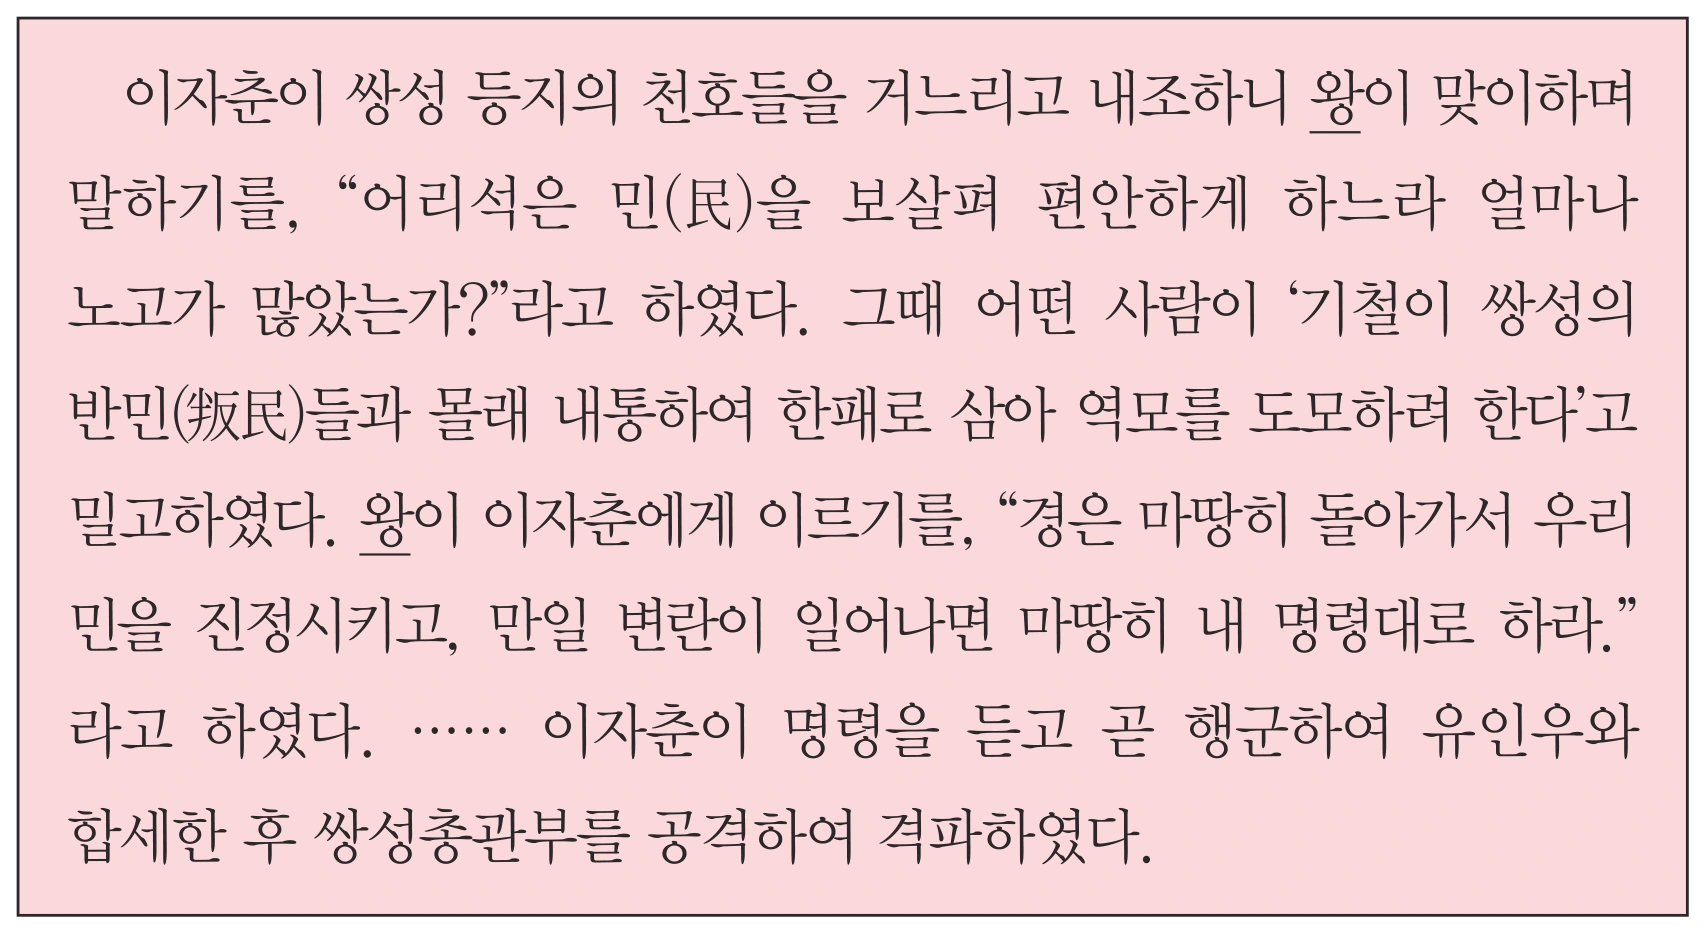 이자춘이 쌍성 등지의 천호들을 거느리고 내조하니 왕이 맞이하며
말하기를, “어리석은 민(民)을 보살펴 편안하게 하느라 얼마나
노고가 많았는가?”라고 하였다. 그때 어떤 사람이 ‘기철이 쌍성의
반민(叛民)들과 몰래 내통하여 한패로 삼아 역모를 도모하려 한다’고
밀고하였다. 왕이 이자춘에게 이르기를, “경은 마땅히 돌아가서 우리
민을 진정시키고, 만일 변란이 일어나면 마땅히 내 명령대로 하라.”
라고 하였다. …… 이자춘이 명령을 듣고 곧 행군하여 유인우와
합세한 후 쌍성총관부를 공격하여 격파하였다.